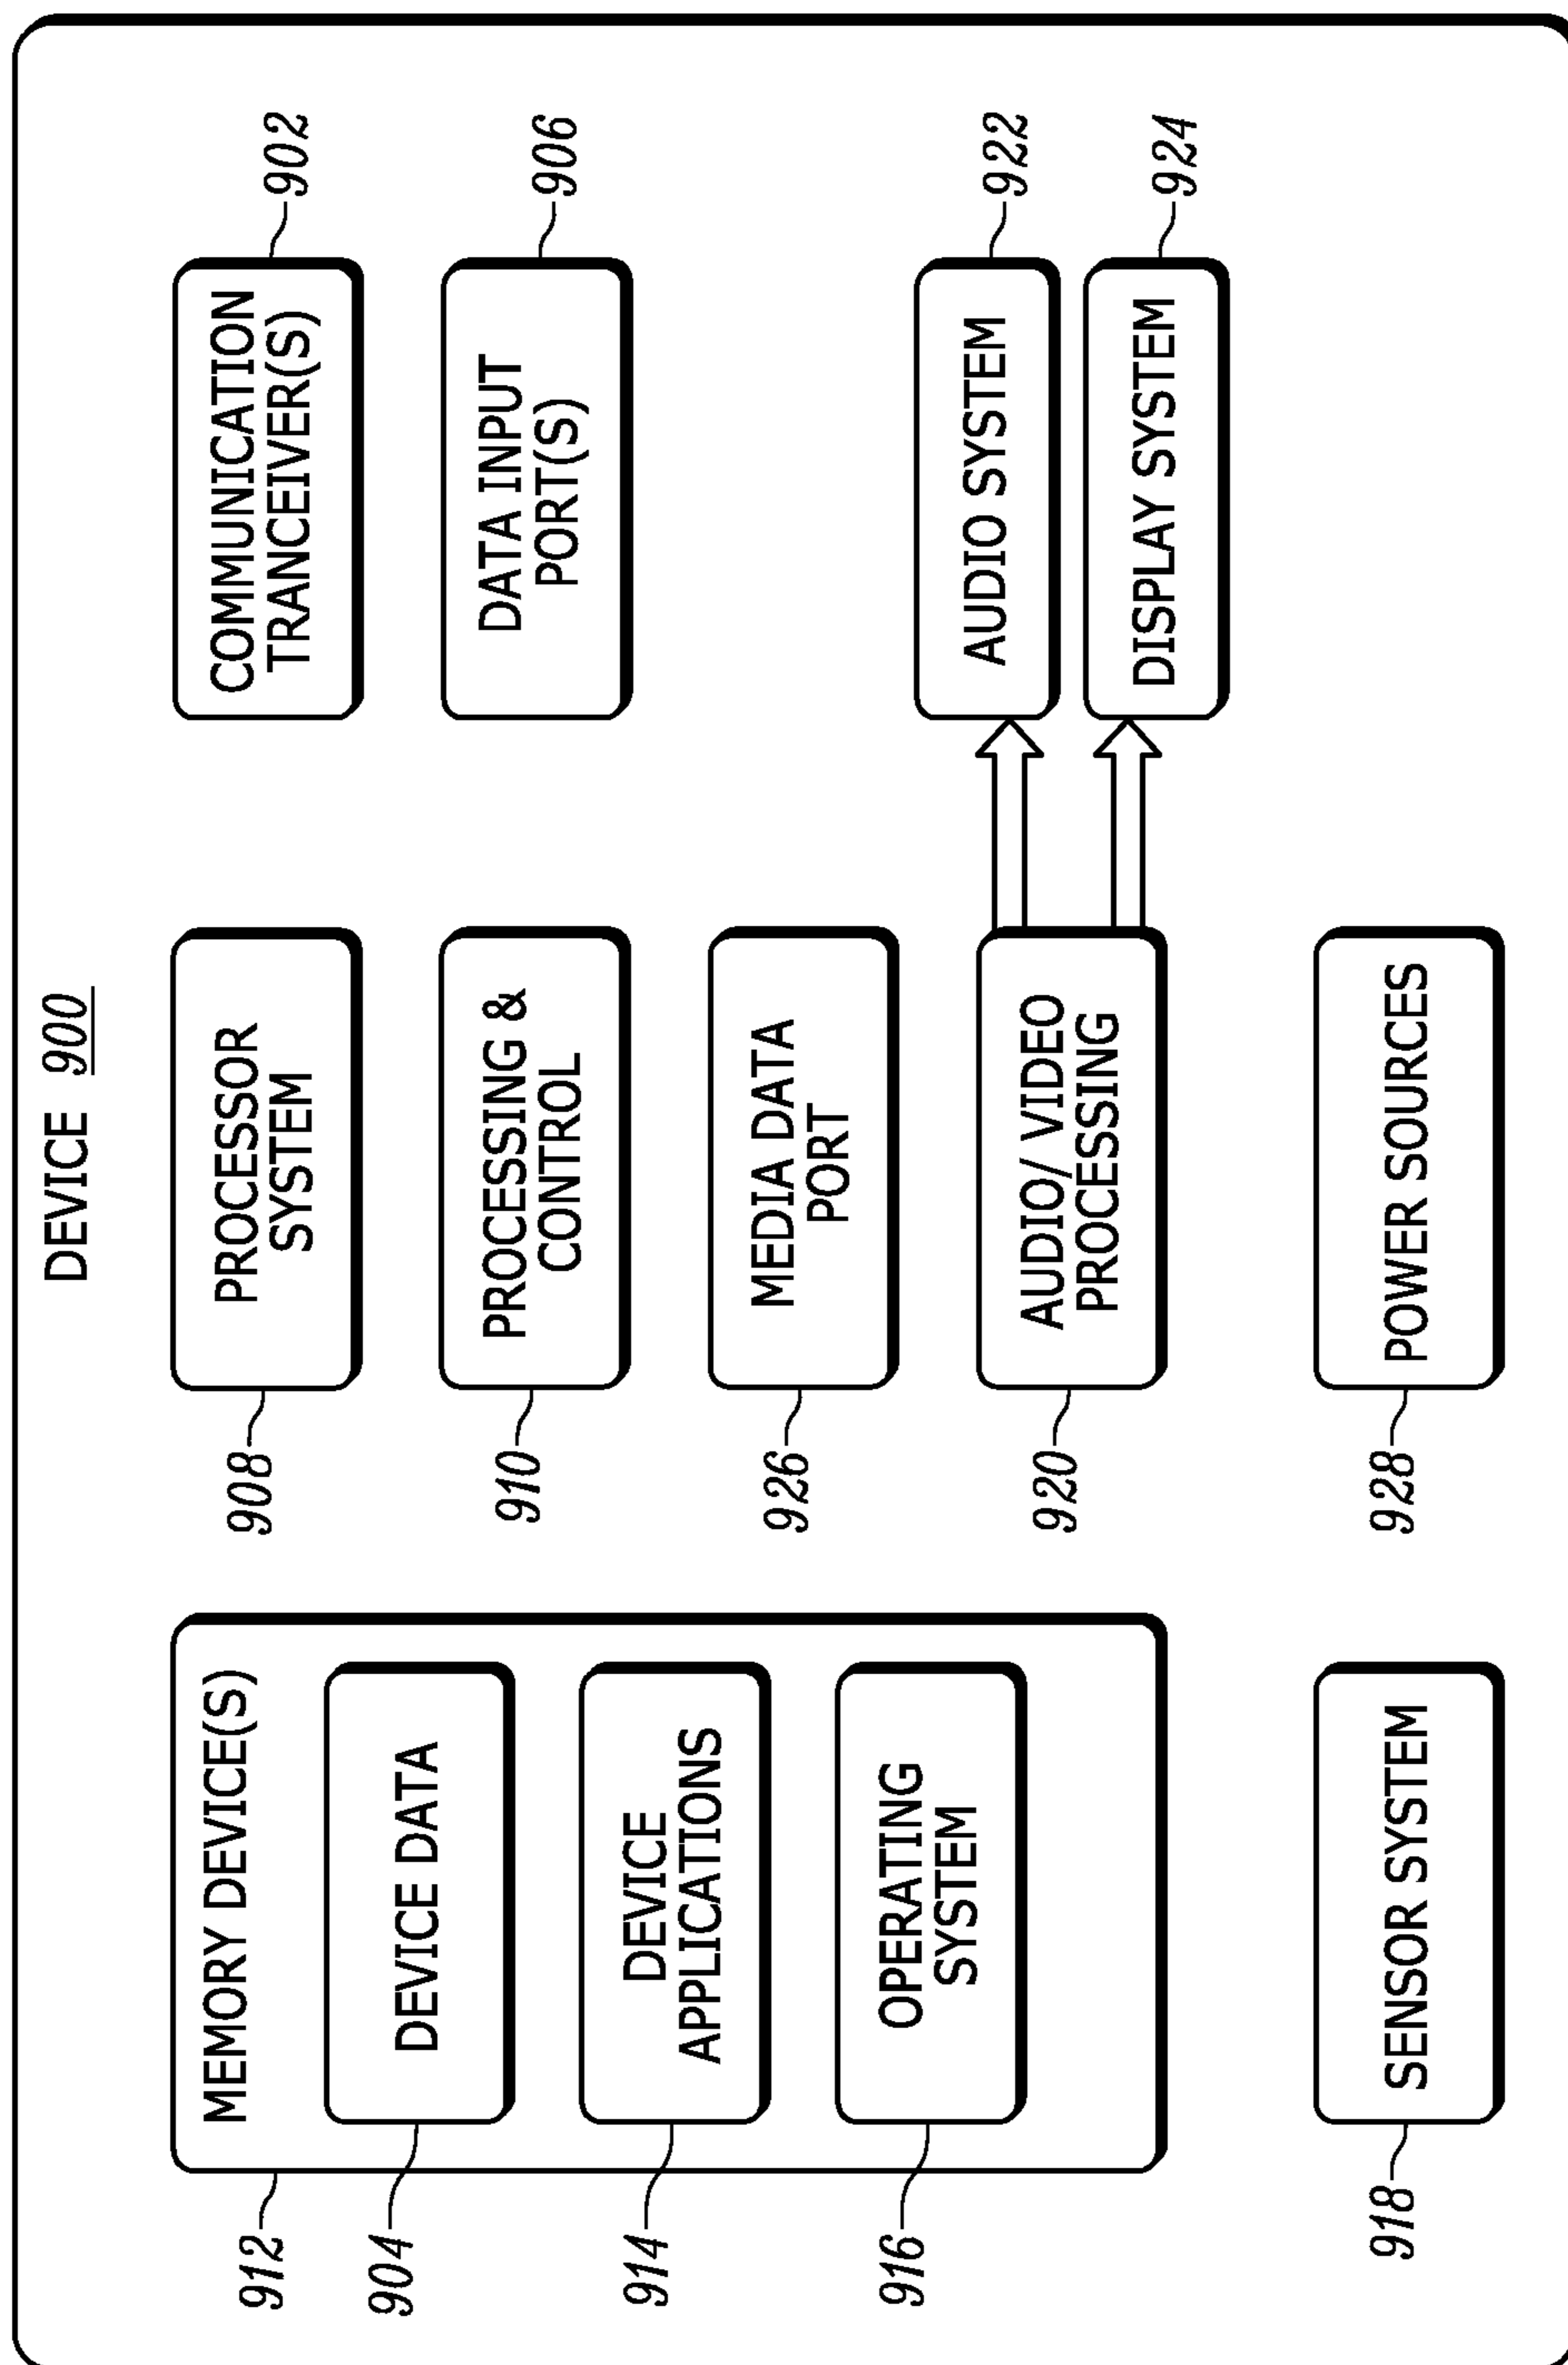 DEVICE 900
912
MEMORY DEVICE(S)
904
DEVICE DATA
914
DEVICE
APPLICATIONS
916
OPERATING
SYSTEM
918
SENSOR SYSTEM
908
PROCESSOR
SYSTEM
910
PROCESSING &
CONTROL
926
MEDIA DATA
PORT
920
AUDIO/ VIDEO
PROCESSING
928
POWER SOURCES
COMMUNICATION
TRANCEIVER(S)
902
DATA INPUT
PORT(S)
906
AUDIO SYSTEM
922
DISPLAY SYSTEM
924